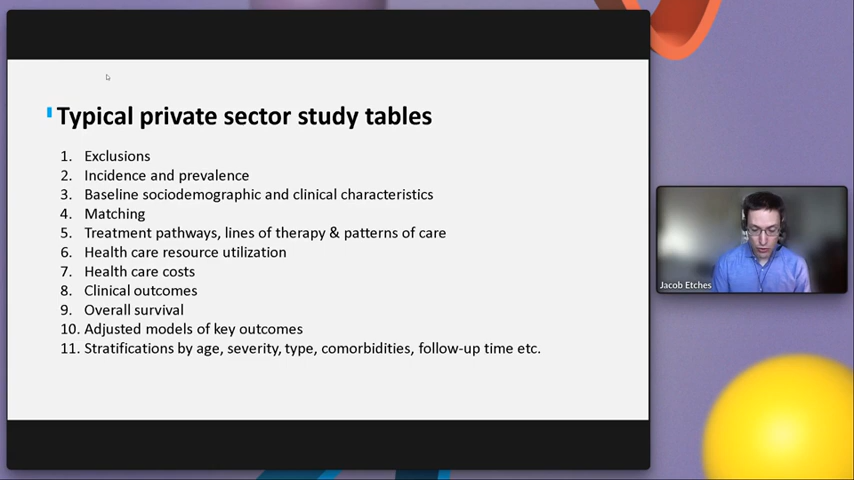 Typical private sector study tables
1. Exclusions
2. Incidence and prevalence
3. Baseline sociodemographic and clinical characteristics
4. Matching
5. Treatment pathways, lines of therapy & patterns of care
6. Health care resource utilization
7. Health care costs
8. Clinical outcomes
9. Overall survival
10. Adjusted models of key outcomes
11. Stratifications by age, severity, type, comorbidities, follow-up time etc.
Jacob Etches